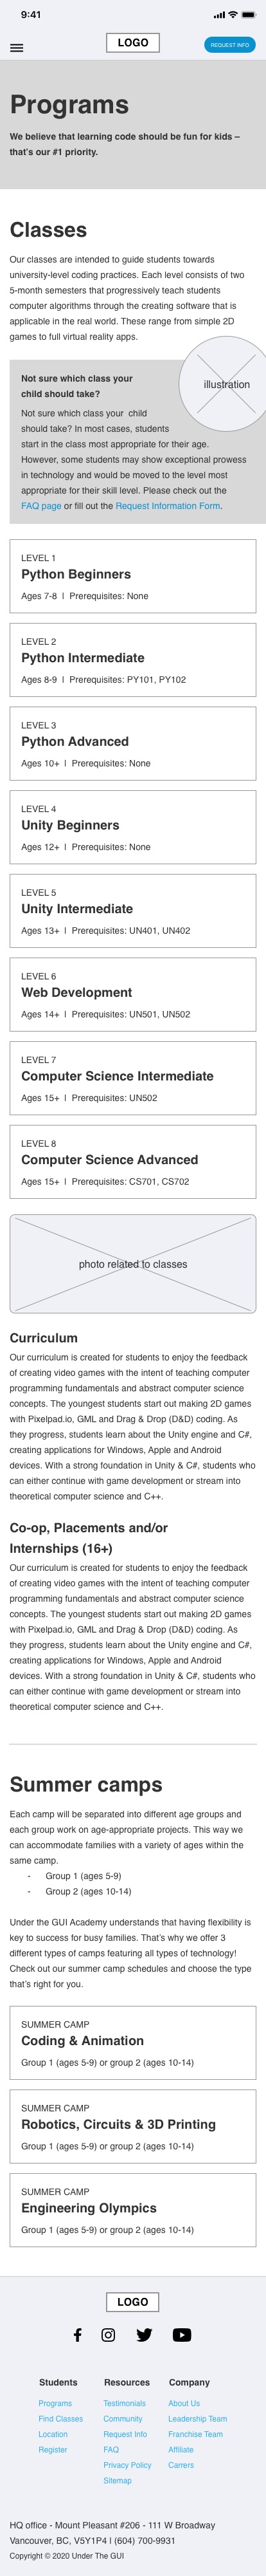 9:41
LOGO
REQUEST INFO
Programs
We believe that learning code should be fun for kids –
that's our #1 priority.
Classes
Our classes are intended to guide students towards
university-level coding practices. Each level consists of two
5-month semesters that progressively teach students
computer algorithms through the creating software that is
applicable in the real world. These range from simple 2D
games to full virtual reality apps.
illustration
Not sure which class your
child should take?
Not sure which class your child
should take? In most cases, students
start in the class most appropriate for their age.
However, some students may show exceptional prowess
in technology and would be moved to the level most
appropriate for their skill level. Please check out the
FAQ page or fill out the Request Information Form.
LEVEL 1
Python Beginners
Ages 7-8 | Prerequisites: None
LEVEL 2
Python Intermediate
Ages 8-9 | Prerequisites: PY101, PY102
LEVEL 3
Python Advanced
Ages 10+ | Prerequisites: None
LEVEL 4
Unity Beginners
Ages 12+ | Prerequisites: None
LEVEL 5
Unity Intermediate
Ages 13+ | Prerequisites: UN401, UN402
LEVEL 6
Web Development
Ages 14+ | Prerequisites: UN501, UN502
LEVEL 7
Computer Science Intermediate
Ages 15+ | Prerequisites: UN502
LEVEL 8
Computer Science Advanced
Ages 15+ | Prerequisites: CS701, CS702
photo related to classes
Curriculum
Our curriculum is created for students to enjoy the feedback
of creating video games with the intent of teaching computer
programming fundamentals and abstract computer science
concepts. The youngest students start out making 2D games
with Pixelpad.io, GML and Drag & Drop (D&D) coding. As
they progress, students learn about the Unity engine and C#,
creating applications for Windows, Apple and Android
devices. With a strong foundation in Unity & C#, students who
can either continue with game development or stream into
theoretical computer science and C++.
Co-op, Placements and/or
Internships (16+)
Our curriculum is created for students to enjoy the feedback
of creating video games with the intent of teaching computer
programming fundamentals and abstract computer science
concepts. The youngest students start out making 2D games
with Pixelpad.io, GML and Drag & Drop (D&D) coding. As
they progress, students learn about the Unity engine and C#,
creating applications for Windows, Apple and Android
devices. With a strong foundation in Unity & C#, students who
can either continue with game development or stream into
theoretical computer science and C++.
Summer camps
Each camp will be separated into different age groups and
each group work on age-appropriate projects. This way we
can accommodate families with a variety of ages within the
same camp.
- Group 1 (ages 5-9)
- Group 2 (ages 10-14)
Under the GUI Academy understands that having flexibility is
key to success for busy families. That's why we offer 3
different types of camps featuring all types of technology!
Check out our summer camp schedules and choose the type
that's right for you.
SUMMER CAMP
Coding & Animation
Group 1 (ages 5-9) or group 2 (ages 10-14)
SUMMER CAMP
Robotics, Circuits & 3D Printing
Group 1 (ages 5-9) or group 2 (ages 10-14)
SUMMER CAMP
Engineering Olympics
Group 1 (ages 5-9) or group 2 (ages 10-14)
LOGO
Students Resources Company
Programs Testimonials About Us
Find Classes Community Leadership Team
Location Request Info Franchise Team
Register FAQ Affiliate
Privacy Policy Carrers
Sitemap
HQ office - Mount Pleasant #206 - 111 W Broadway
Vancouver, BC, V5Y1P4 | (604) 700-9931
Copyright © 2020 Under The GUI